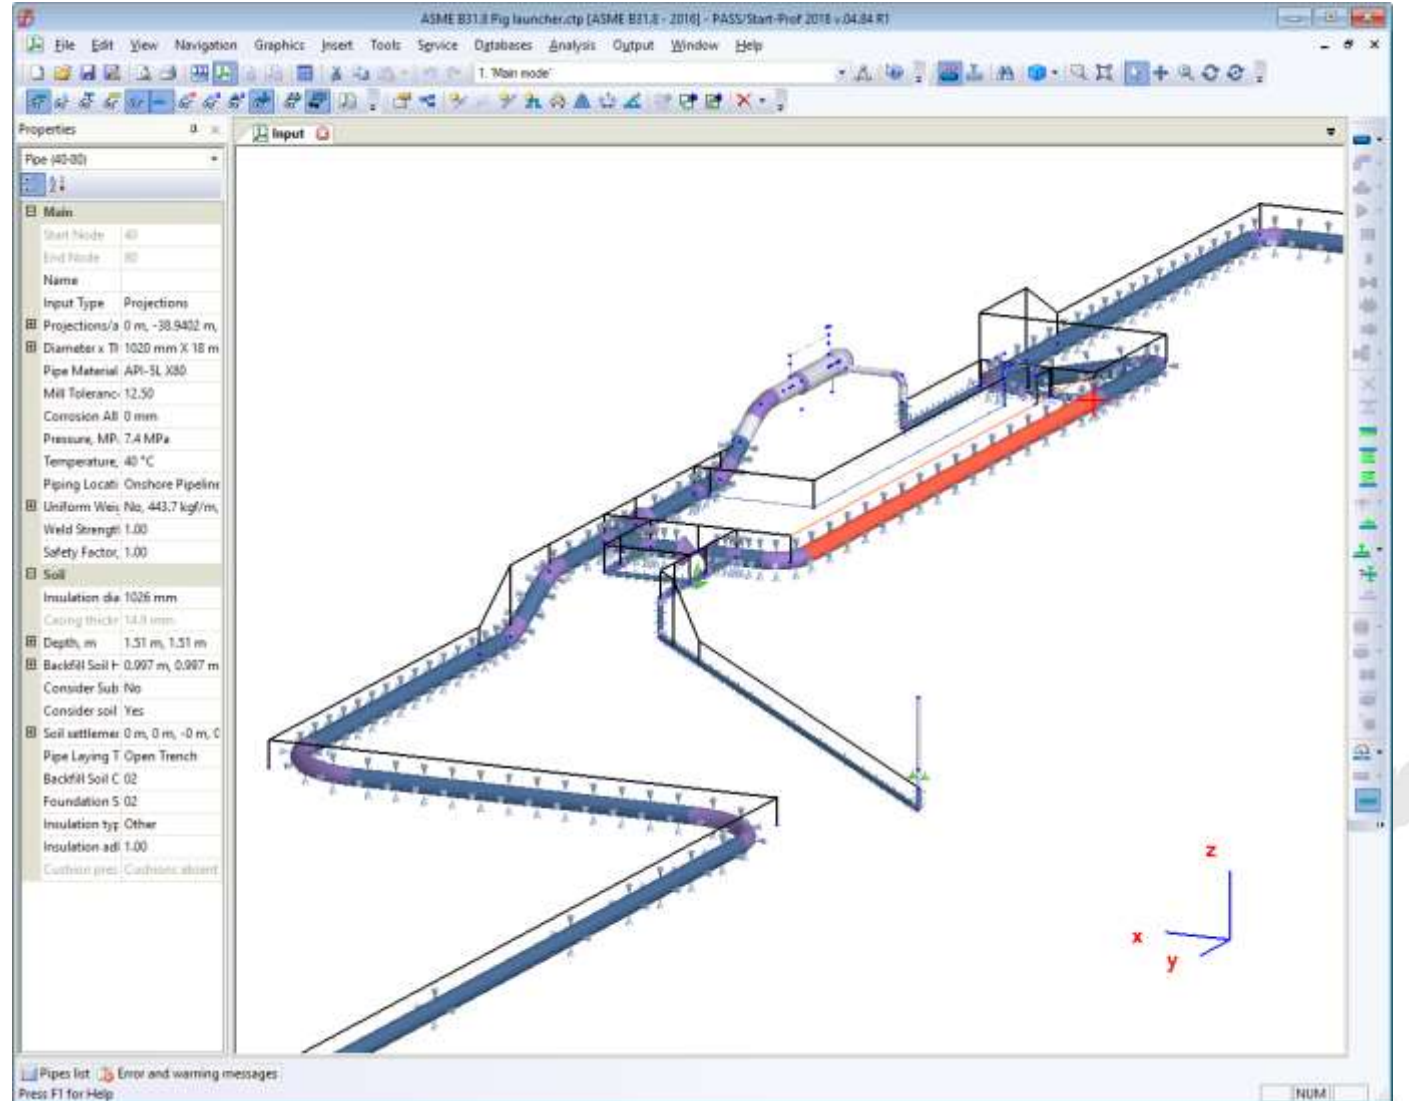 ASME B31.8 Pig launcher.ctp [ASME B31.8 - 2016] - PASS/Start-Prof 2018 v.04.84 R1
File Edit View Navigation Graphics Insert Tools Service Databases Analysis Output Window Help
1. 'Main mode'
Properties
Input
Pipe (40-80)
Main
Start Node 40
End Node 80
Name
Input Type Projections
Projections/a 0 m, -38.9402 m,
Diameter x Tl 1020 mm X 18 m
Pipe Material API-5L X80
Mill Toleranc 12.50
Corrosion All 0 mm
Pressure, MP. 7.4 MPa
Temperature, 40 °C
Piping Locati Onshore Pipeline
Uniform Wei No, 443.7 kgf/m,
Weld Strengtl 1.00
Safety Factor, 1.00
Soil
Insulation dia 1026 mm
Casing thick
Depth, m 1.51 m, 1.51 m
Backfill Soil H 0.997 m, 0.997 m
Consider Sub No
Consider soil Yes
Soil settlemer 0 m, 0 m, -0 m, 0
Pipe Laying T Open Trench
Backfill Soil C 02
Foundation S 02
Insulation typ Other
Insulation ad 1.00
Cushion pres Cushions absent
z
x
y
Pipes list Error and warning messages
Press F1 for Help
NUM